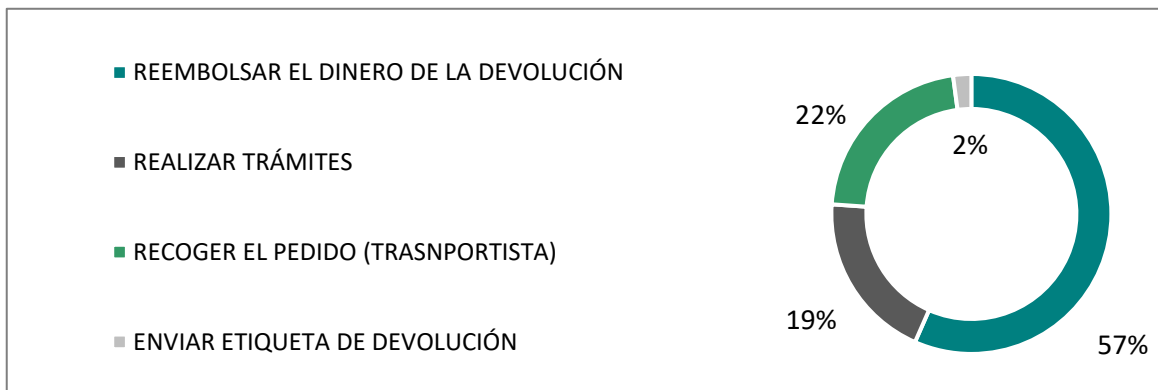 REEMBOLSAR EL DINERO DE LA DEVOLUCIÓN
REALIZAR TRÁMITES
RECOGER EL PEDIDO (TRASNPORTISTA)
ENVIAR ETIQUETA DE DEVOLUCIÓN
22%
2%
19%
57%